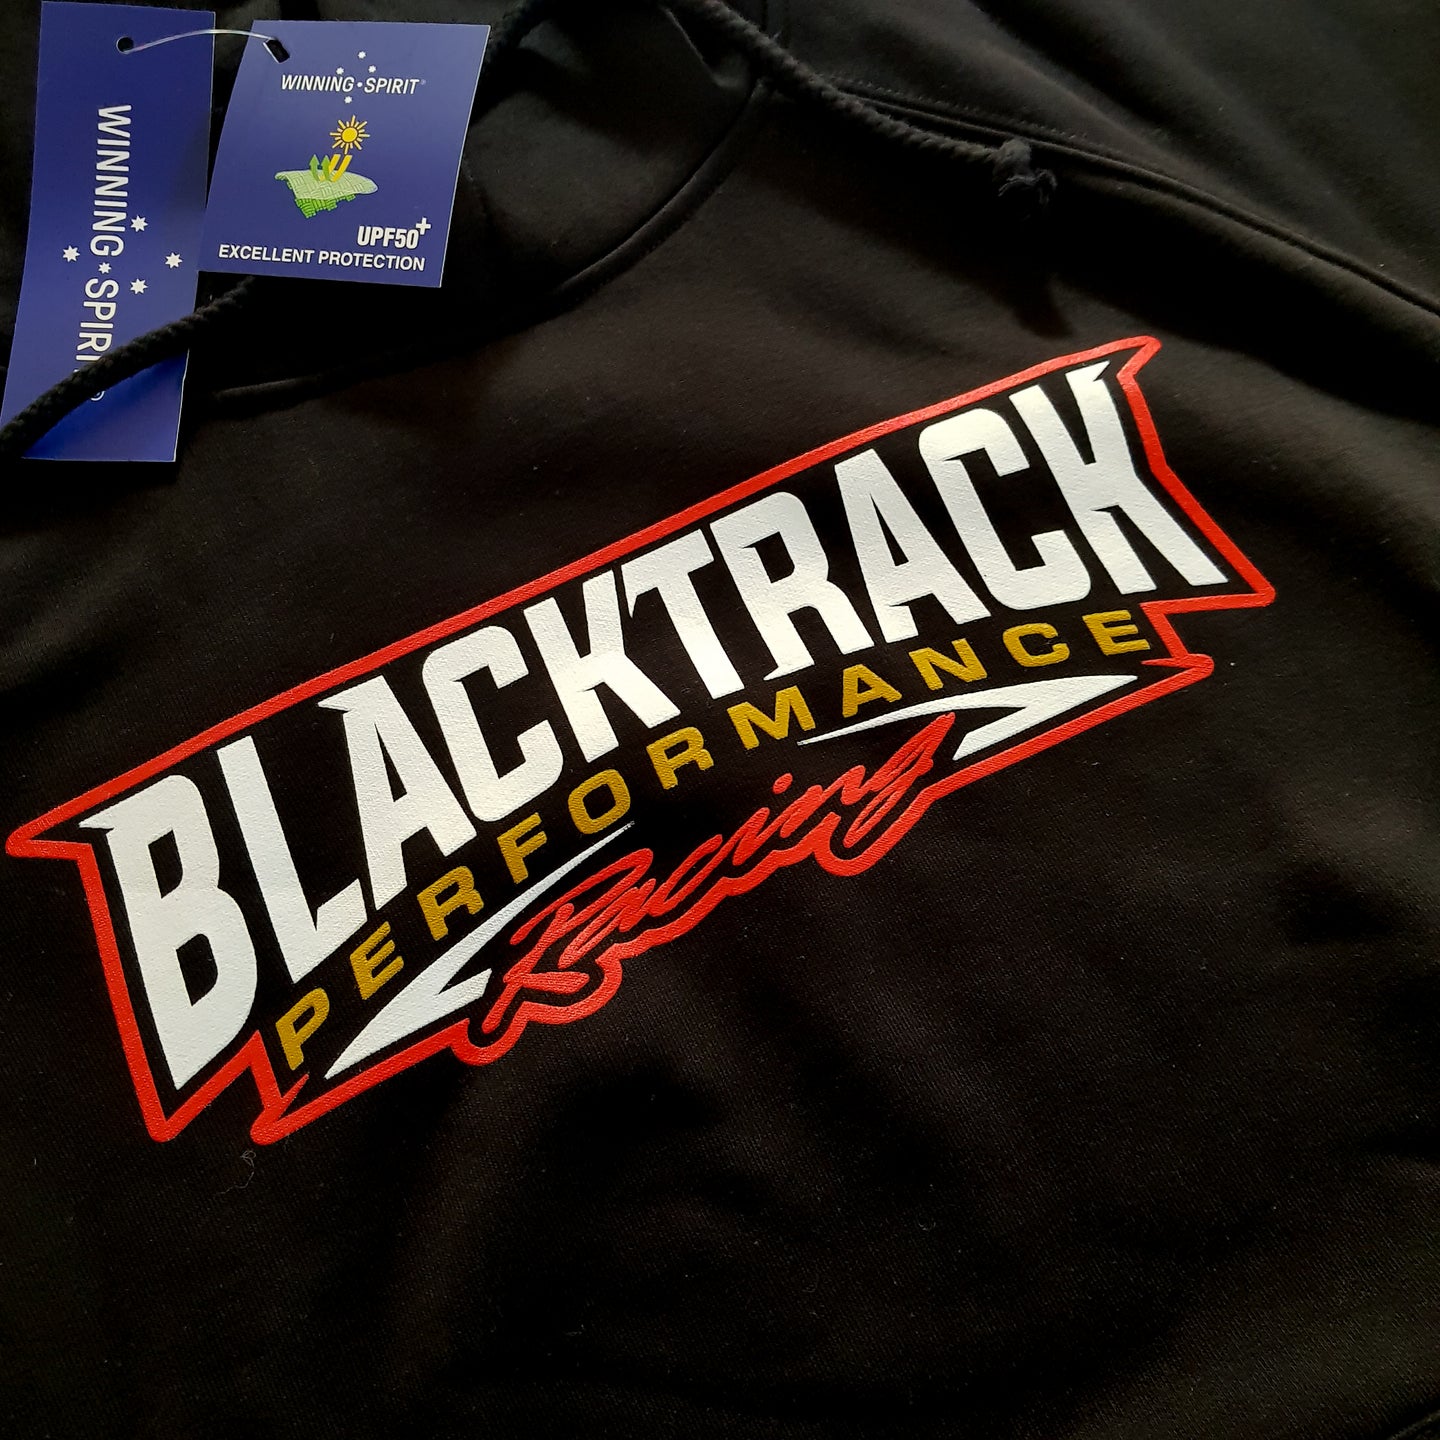 WINNING·SPIRIT®
WINNING·SPIRIT®
UPF50+
EXCELLENT PROTECTION
BLACKTRACK
PERFORMANCE
Racing